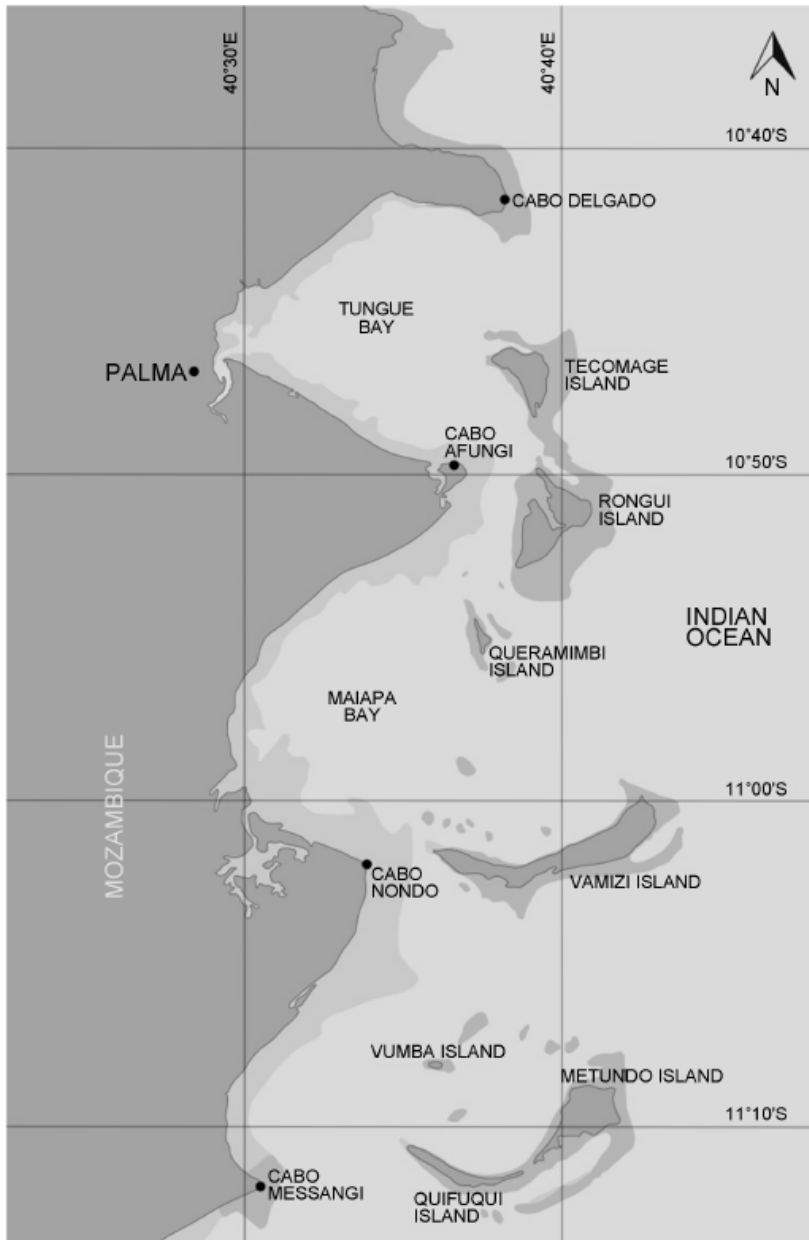 40°30'E
40°40'E
N
10°40'S
CABO DELGADO
TUNGUE
BAY
TECOMAGE
ISLAND
PALMA
CABO
AFUNGI
10°50'S
RONGUI
ISLAND
INDIAN
OCEAN
QUERAMIMBI
ISLAND
MAIAPA
BAY
MOZAMBIQUE
11°00'S
CABO
NONDO
VAMIZI ISLAND
VUMBA ISLAND
METUNDO ISLAND
11°10'S
CABO
MESSANGI
QUIFUQUI
ISLAND